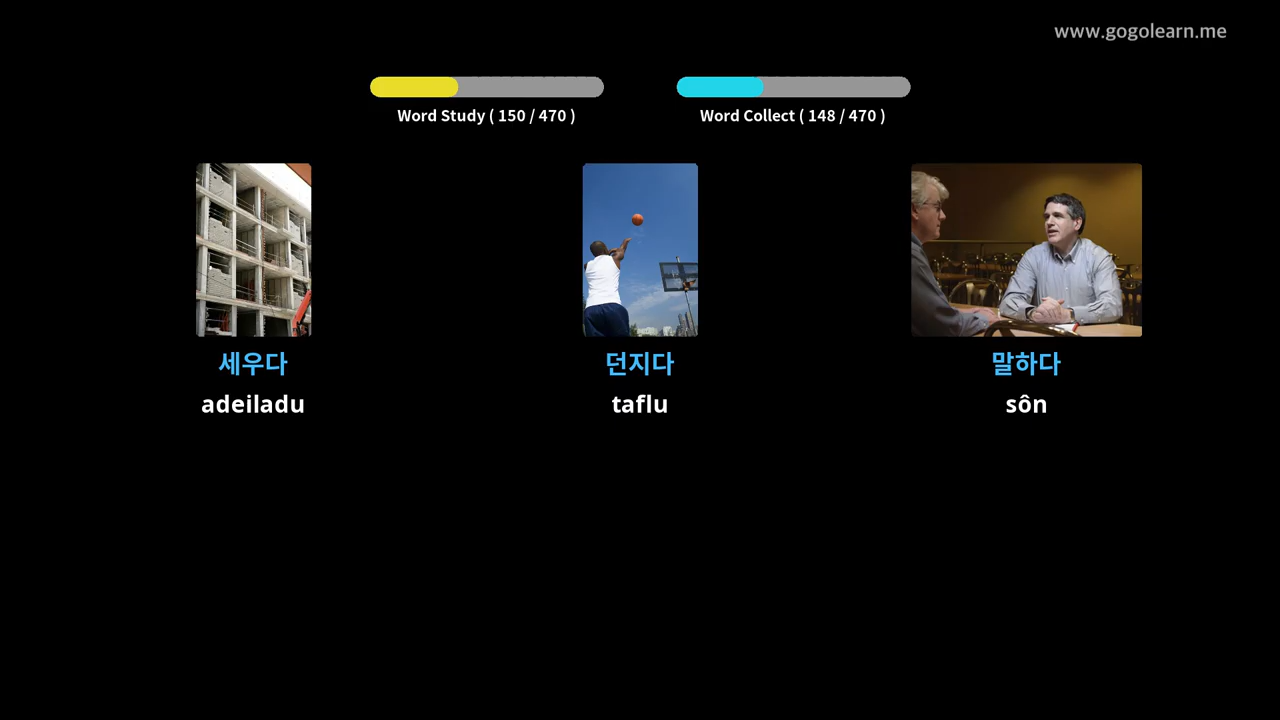 www.gogolearn.me
Word Study ( 150 / 470 )
Word Collect ( 148 / 470 )
세우다
던지다
말하다
adeiladu
taflu
sôn